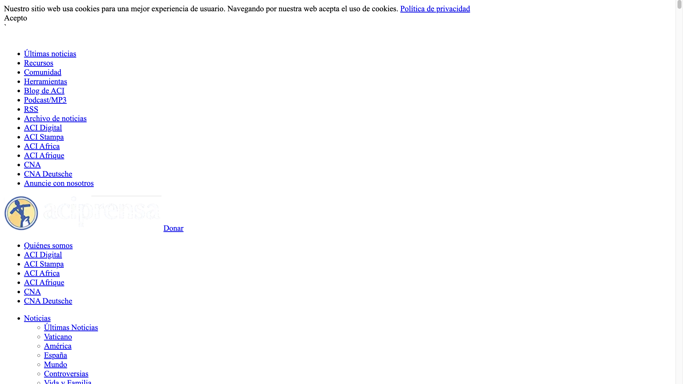 Nuestro sitio web usa cookies para una mejor experiencia de usuario. Navegando por nuestra web acepta el uso de cookies. Política de privacidad
Acepto
Últimas noticias
Recursos
Comunidad
Herramientas
Blog de ACI
Podcast/MP3
RSS
Archivo de noticias
ACI Digital
ACI Stampa
ACI Africa
ACI Afrique
CNA
CNA Deutsche
Anuncie con nosotros
aciprensa
Donar
Quiénes somos
ACI Digital
ACI Stampa
ACI Africa
ACI Afrique
CNA
CNA Deutsche
Noticias
Últimas Noticias
Vaticano
América
España
Mundo
Controversias
Vida y Familia